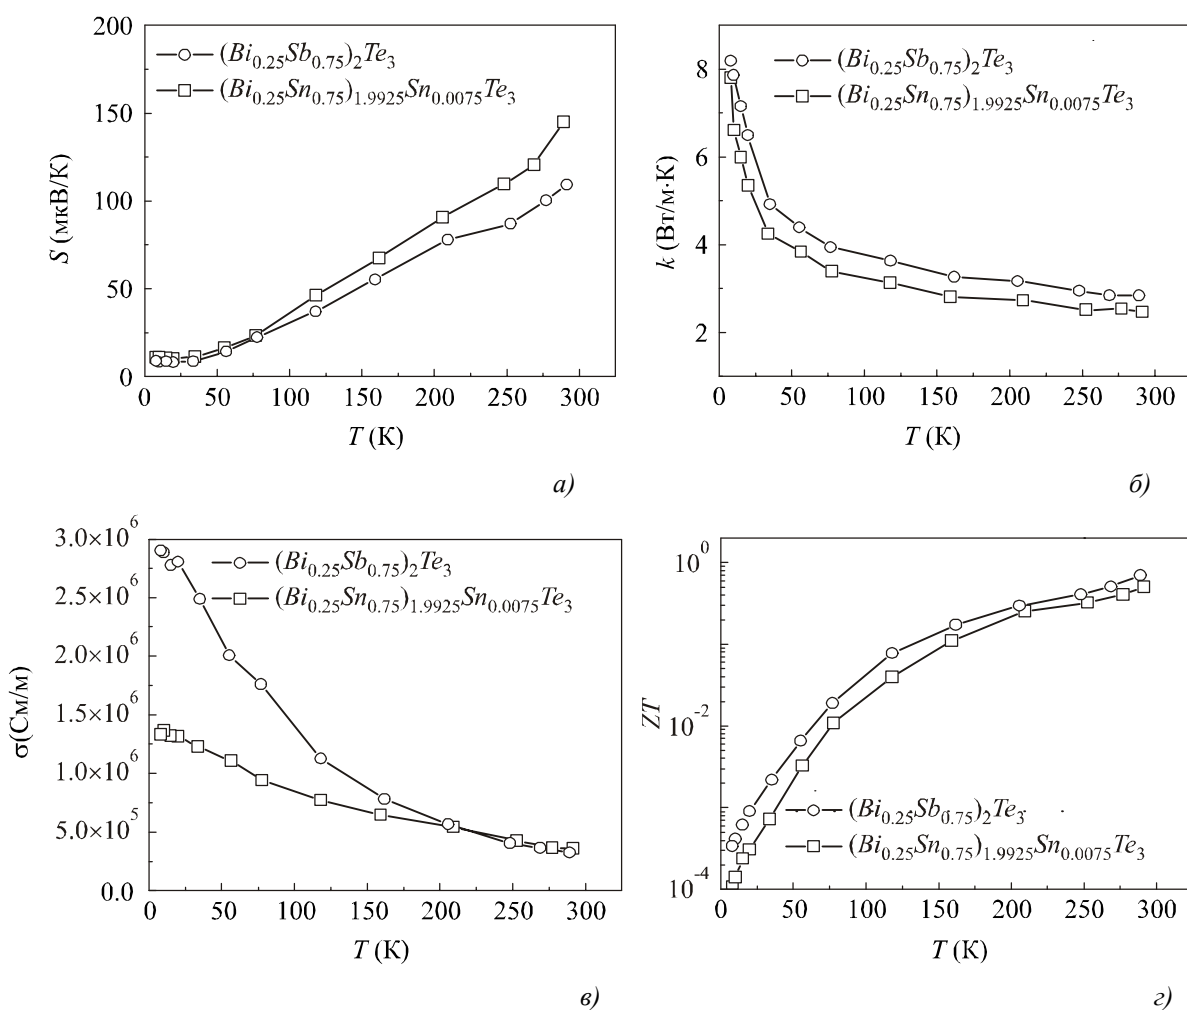 200
150
100
50
0
S (мкВ/К)
(Bi0.25Sb0.75)2Te3
(Bi0.25Sn0.75)1.9925Sn0.0075Te3
0 50 100 150 200 250 300
T (К)
а)
8
6
4
2
k (Вт/м·К)
(Bi0.25Sb0.75)2Te3
(Bi0.25Sn0.75)1.9925Sn0.0075Te3
0 50 100 150 200 250 300
T (К)
б)
3.0×10^6
2.5×10^6
2.0×10^6
1.5×10^6
1.0×10^6
5.0×10^5
0.0
σ(См/м)
(Bi0.25Sb0.75)2Te3
(Bi0.25Sn0.75)1.9925Sn0.0075Te3
0 50 100 150 200 250 300
T (К)
в)
10^0
10^-2
10^-4
ZT
(Bi0.25Sb0.75)2Te3
(Bi0.25Sn0.75)1.9925Sn0.0075Te3
0 50 100 150 200 250 300
T (К)
г)